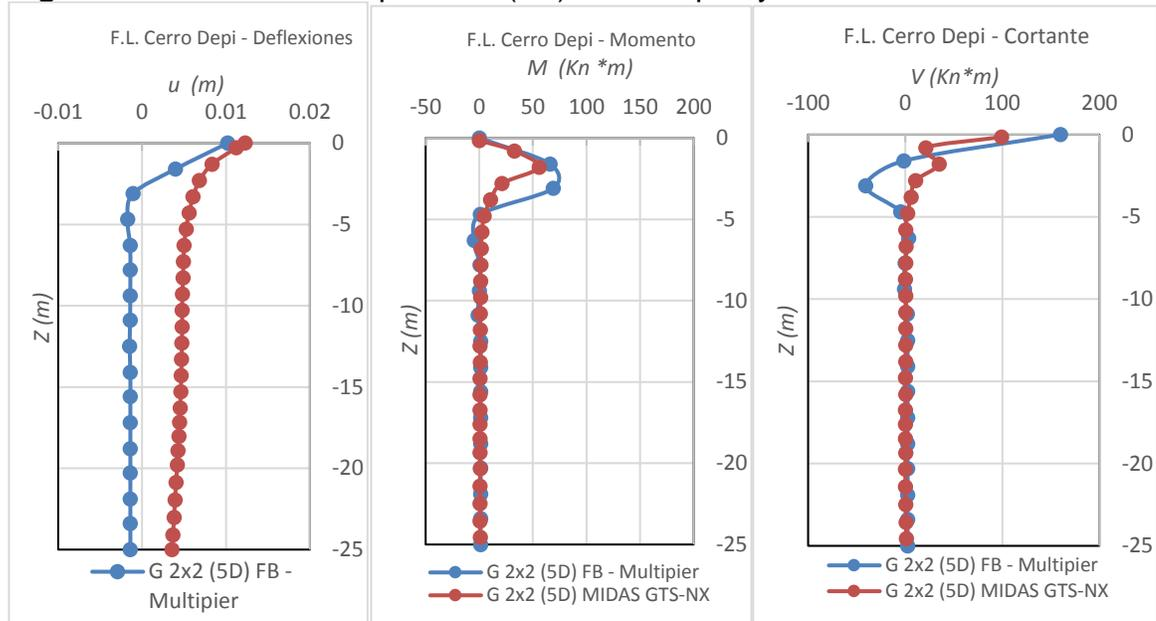 F.L. Cerro Depi - Deflexiones
u (m)
-0.01 0 0.01 0.02
0
-5
-10
-15
-20
-25
Z (m)
G 2x2 (5D) FB -
Multipier
F.L. Cerro Depi - Momento
M (Kn *m)
-50 0 50 100 150 200
0
-5
-10
-15
-20
-25
Z (m)
G 2x2 (5D) FB - Multipier
G 2x2 (5D) MIDAS GTS-NX
F.L. Cerro Depi - Cortante
V (Kn*m)
-100 0 100 200
0
-5
-10
-15
-20
-25
Z (m)
G 2x2 (5D) FB - Multipier
G 2x2 (5D) MIDAS GTS-NX